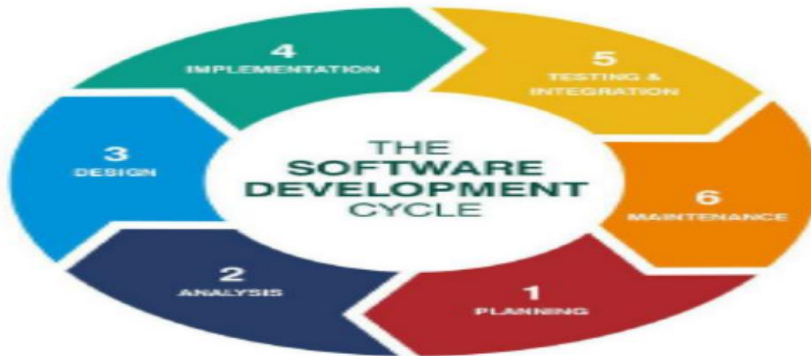 THE
SOFTWARE
DEVELOPMENT
CYCLE
1
PLANNING
2
ANALYSIS
3
DESIGN
4
IMPLEMENTATION
5
TESTING &
INTEGRATION
6
MAINTENANCE